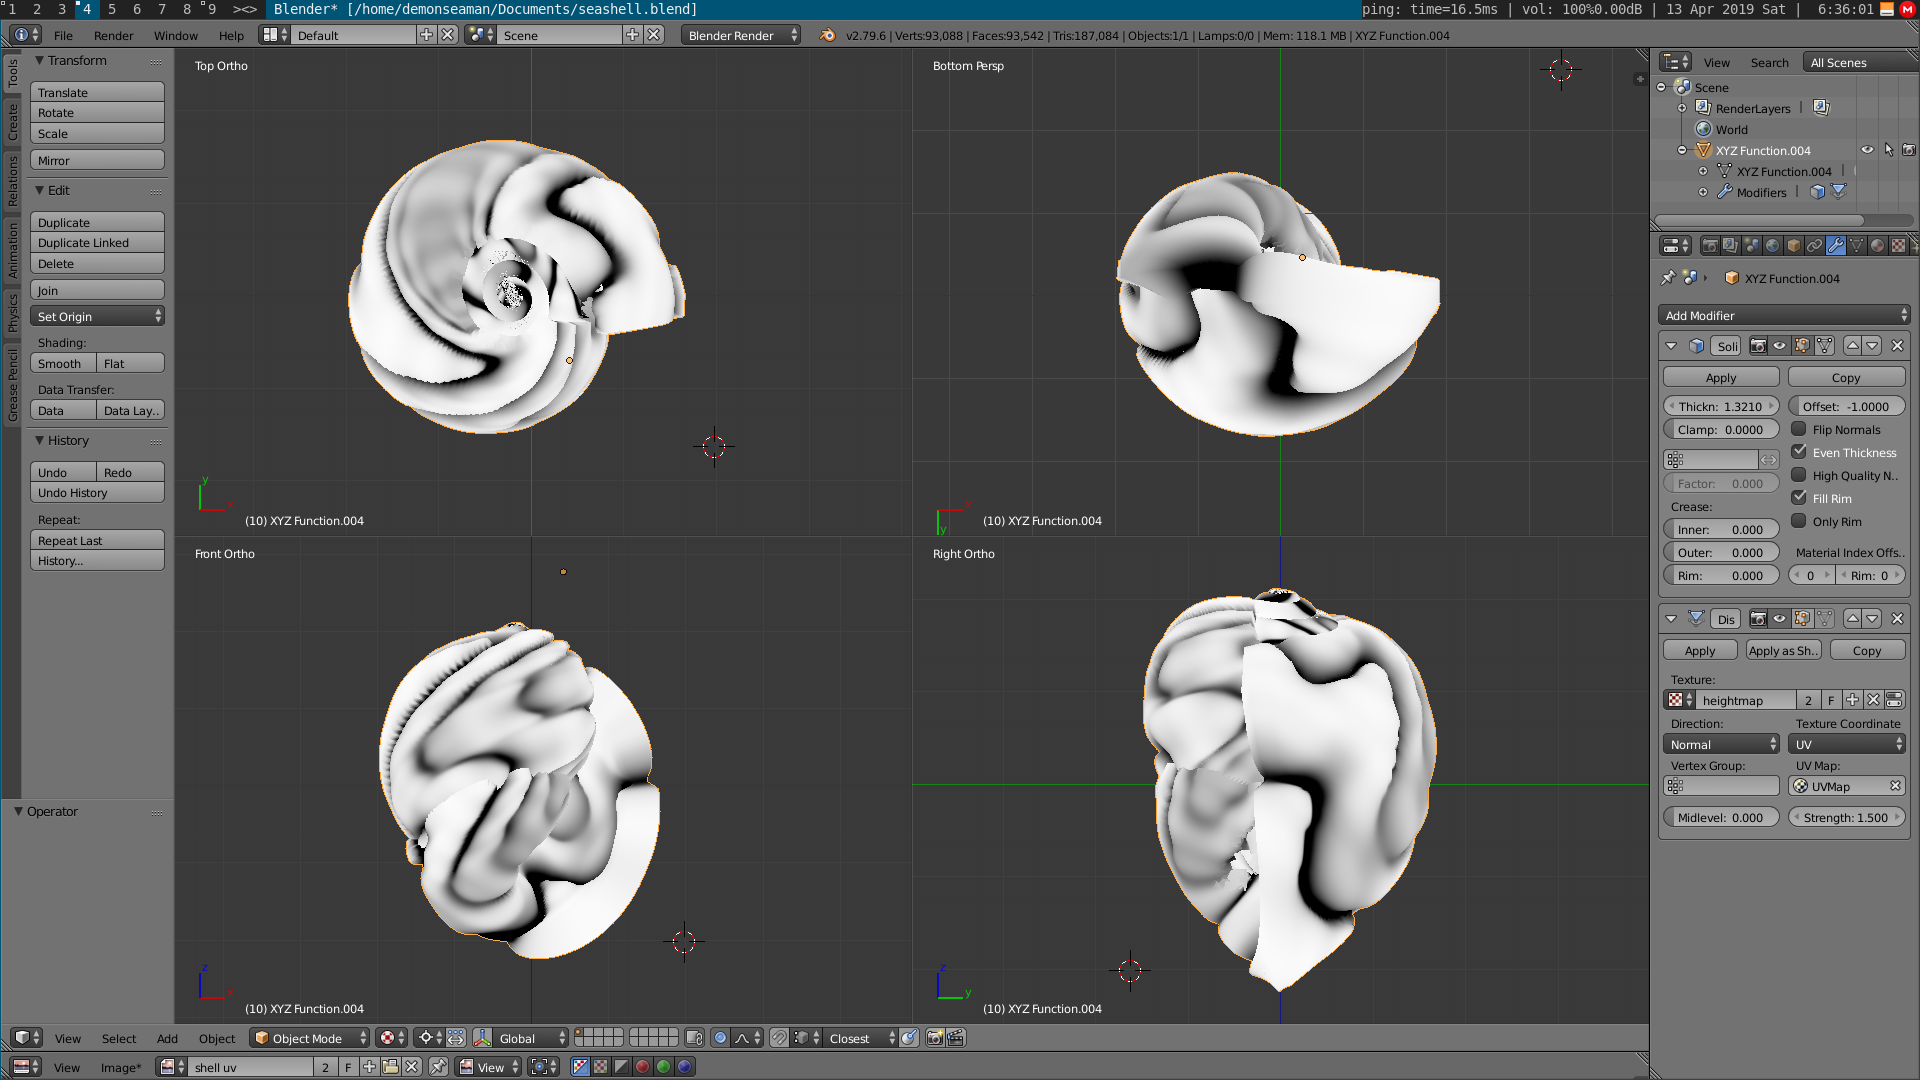 1 2 3 4 5 6 7 8 9 ><> Blender* [/home/demonseaman/Documents/seashell.blend] ping: time=16.5ms | vol: 100%0.00dB | 13 Apr 2019 Sat | 6:36:01 M
File Render Window Help Default Scene Blender Render v2.79.6 | Verts:93,088 | Faces:93,542 | Tris:187,084 | Objects:1/1 | Lamps:0/0 | Mem: 118.1 MB | XYZ Function.004
Tools
Create
Relations
Animation
Physics
Grease Pencil
Transform
Translate
Rotate
Scale
Mirror
Edit
Duplicate
Duplicate Linked
Delete
Join
Set Origin
Shading:
Smooth Flat
Data Transfer:
Data Data Lay..
History
Undo Redo
Undo History
Repeat:
Repeat Last
History...
Operator
Top Ortho
y
x
(10) XYZ Function.004
Bottom Persp
x
y
(10) XYZ Function.004
Front Ortho
z
x
(10) XYZ Function.004
Right Ortho
z
y
(10) XYZ Function.004
View Search All Scenes
Scene
RenderLayers |
World
XYZ Function.004
XYZ Function.004 |
Modifiers |
XYZ Function.004
Add Modifier
Soli
Apply Copy
Thickn: 1.3210 Offset: -1.0000
Clamp: 0.0000 Flip Normals
Even Thickness
High Quality N..
Factor: 0.000 Fill Rim
Crease: Only Rim
Inner: 0.000
Outer: 0.000 Material Index Offs..
Rim: 0.000 0 Rim: 0
Dis
Apply Apply as Sh.. Copy
Texture:
heightmap 2 F
Direction: Texture Coordinate
Normal UV
Vertex Group: UV Map:
UVMap
Midlevel: 0.000 Strength: 1.500
View Select Add Object Object Mode Global Closest
View Image* shell uv 2 F View